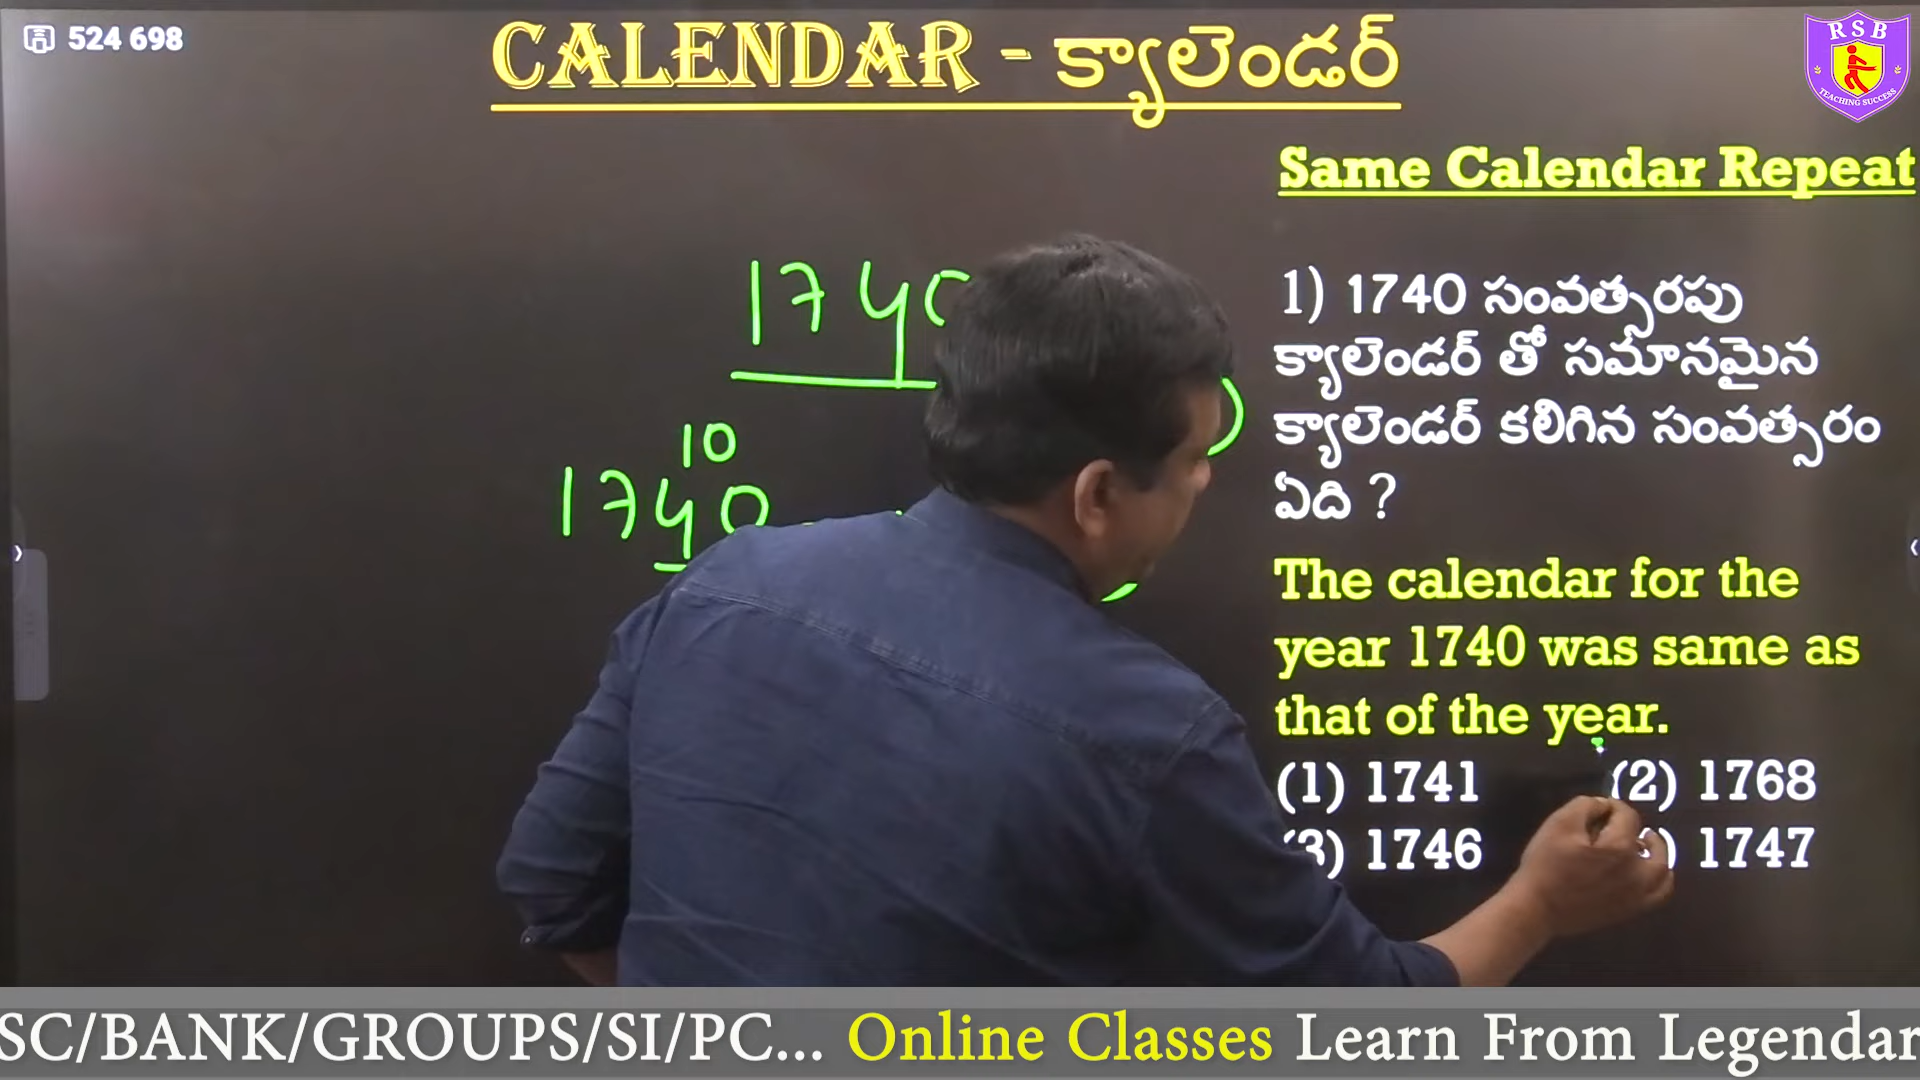 524 698
CALENDAR - క్యాలెండర్
RSB
TEACHING SUCCESS
Same Calendar Repeat
174
10
1740
1) 1740 సంవత్సరపు
క్యాలెండర్ తో సమానమైన
క్యాలెండర్ కలిగిన సంవత్సరం
ఏది ?
The calendar for the
year 1740 was same as
that of the year.
(1) 1741 (2) 1768
(3) 1746 ) 1747
SC/BANK/GROUPS/SI/PC... Online Classes Learn From Legendar